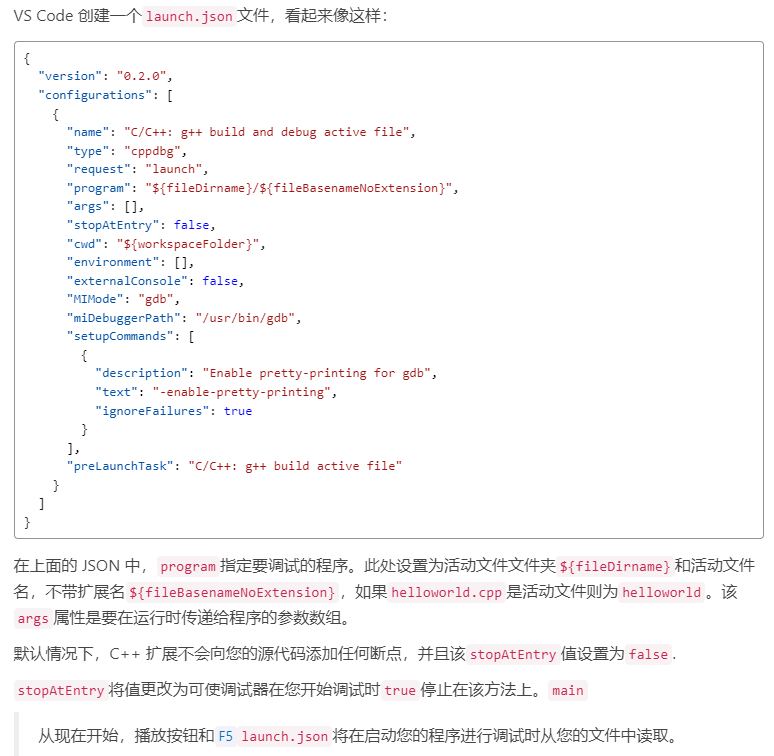 VS Code 创建一个 launch.json 文件，看起来像这样：
{
  "version": "0.2.0",
  "configurations": [
    {
      "name": "C/C++: g++ build and debug active file",
      "type": "cppdbg",
      "request": "launch",
      "program": "${fileDirname}/${fileBasenameNoExtension}",
      "args": [],
      "stopAtEntry": false,
      "cwd": "${workspaceFolder}",
      "environment": [],
      "externalConsole": false,
      "MIMode": "gdb",
      "miDebuggerPath": "/usr/bin/gdb",
      "setupCommands": [
        {
          "description": "Enable pretty-printing for gdb",
          "text": "-enable-pretty-printing",
          "ignoreFailures": true
        }
      ],
      "preLaunchTask": "C/C++: g++ build active file"
    }
  ]
}
在上面的 JSON 中， program 指定要调试的程序。此处设置为活动文件文件夹 ${fileDirname} 和活动文件
名，不带扩展名 ${fileBasenameNoExtension} ，如果 helloworld.cpp 是活动文件则为 helloworld 。该
args 属性是要在运行时传递给程序的参数数组。
默认情况下，C++ 扩展不会向您的源代码添加任何断点，并且该 stopAtEntry 值设置为 false .
stopAtEntry 将值更改为可使调试器在您开始调试时 true 停止在该方法上。 main
从现在开始，播放按钮和 F5 launch.json 将在启动您的程序进行调试时从您的文件中读取。